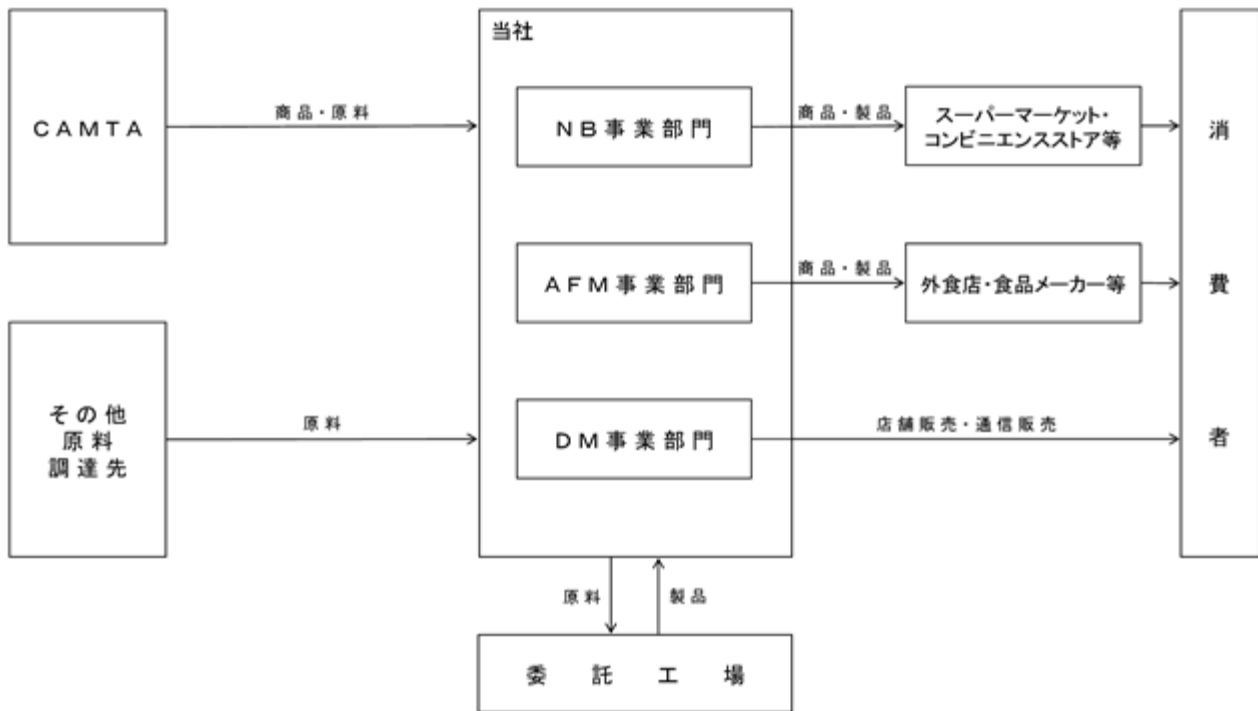 当社
CAMTA
商品・原料
NB事業部門
商品・製品
スーパーマーケット・
コンビニエンスストア等
消費者
AFM事業部門
商品・製品
外食店・食品メーカー等
その他
原料
調達先
原料
DM事業部門
店舗販売・通信販売
原料
製品
委託工場